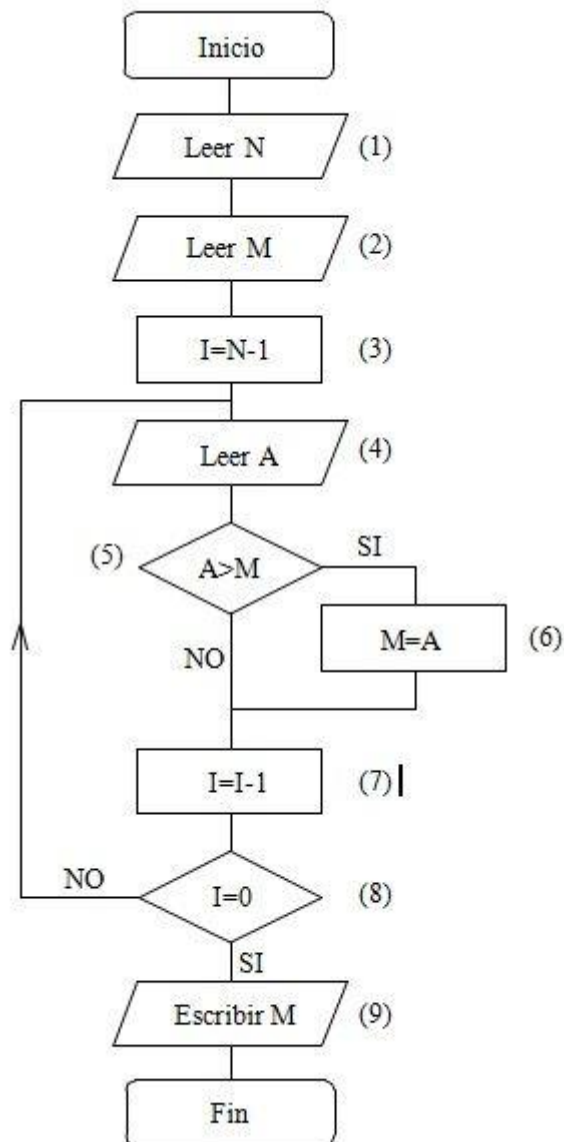 Inicio
Leer N (1)
Leer M (2)
I=N-1 (3)
Leer A (4)
(5) A>M SI
M=A (6)
NO
I=I-1 (7)
NO I=0 (8)
SI
Escribir M (9)
Fin